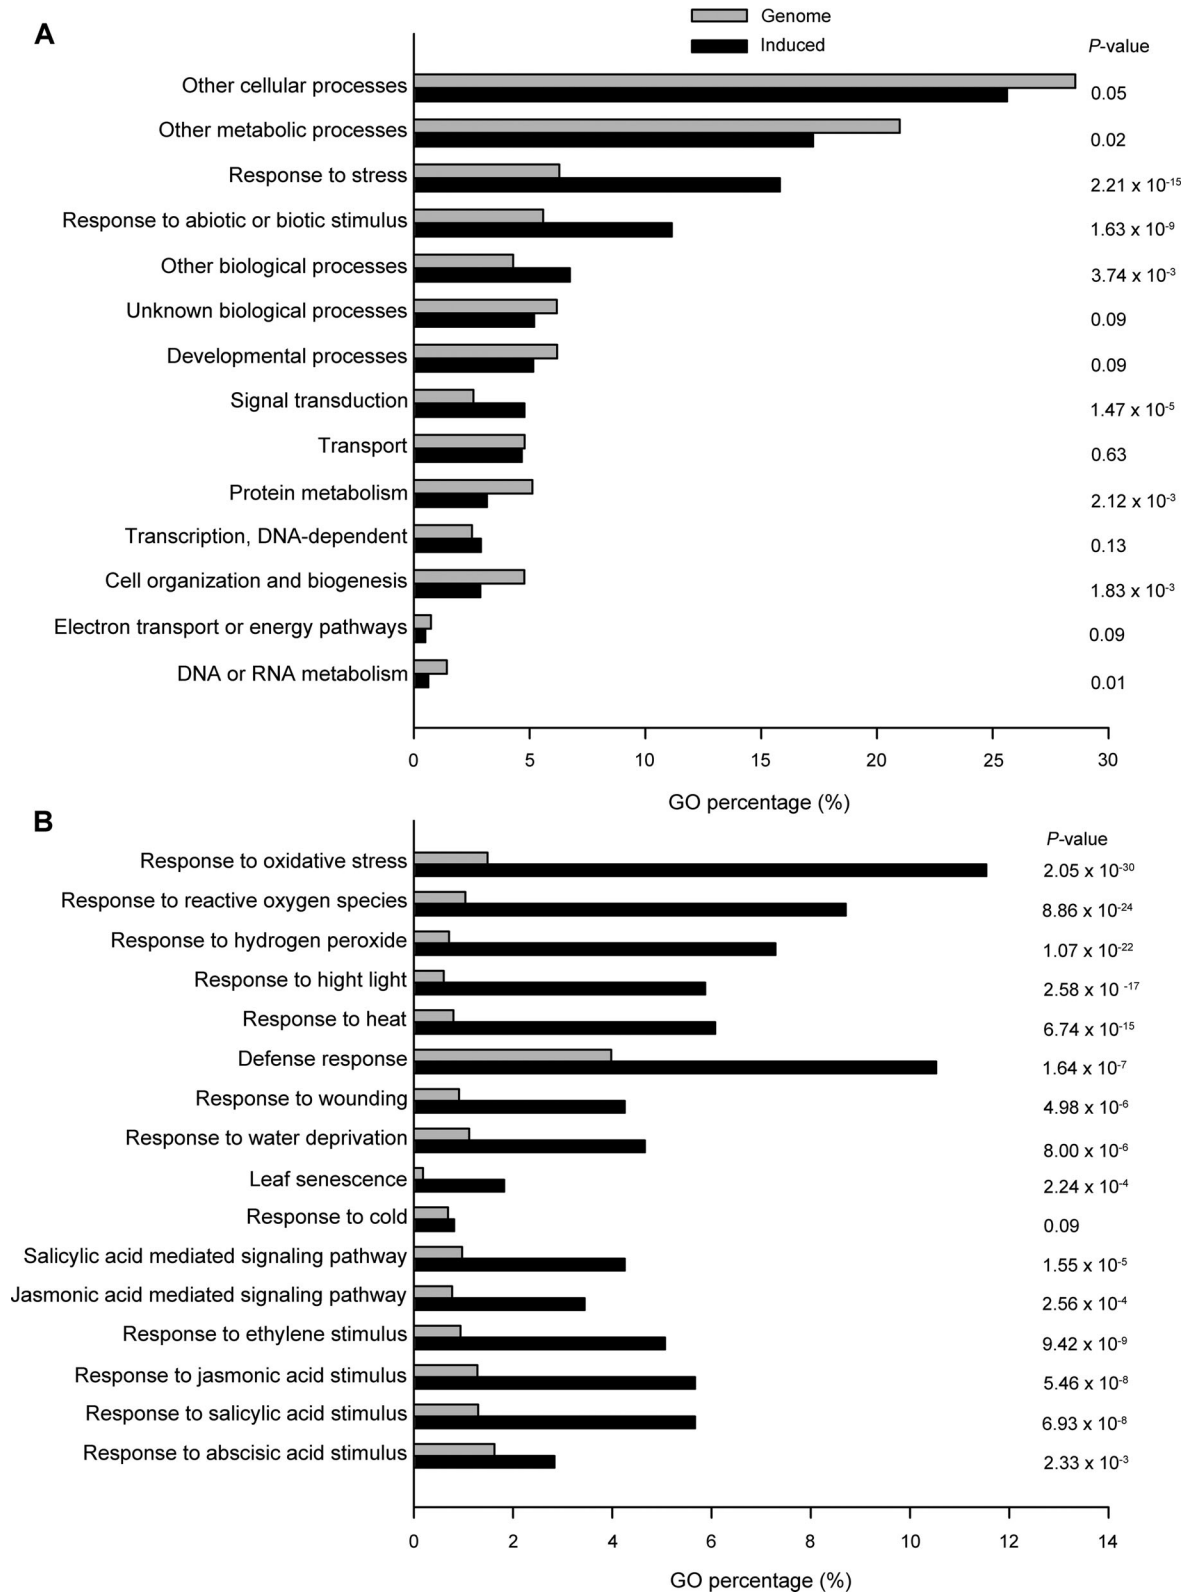 A
Genome
Induced
P-value
Other cellular processes 0.05
Other metabolic processes 0.02
Response to stress 2.21 x 10-15
Response to abiotic or biotic stimulus 1.63 x 10-9
Other biological processes 3.74 x 10-3
Unknown biological processes 0.09
Developmental processes 0.09
Signal transduction 1.47 x 10-5
Transport 0.63
Protein metabolism 2.12 x 10-3
Transcription, DNA-dependent 0.13
Cell organization and biogenesis 1.83 x 10-3
Electron transport or energy pathways 0.09
DNA or RNA metabolism 0.01
0 5 10 15 20 25 30
GO percentage (%)
B
P-value
Response to oxidative stress 2.05 x 10-30
Response to reactive oxygen species 8.86 x 10-24
Response to hydrogen peroxide 1.07 x 10-22
Response to hight light 2.58 x 10 -17
Response to heat 6.74 x 10-15
Defense response 1.64 x 10-7
Response to wounding 4.98 x 10-6
Response to water deprivation 8.00 x 10-6
Leaf senescence 2.24 x 10-4
Response to cold 0.09
Salicylic acid mediated signaling pathway 1.55 x 10-5
Jasmonic acid mediated signaling pathway 2.56 x 10-4
Response to ethylene stimulus 9.42 x 10-9
Response to jasmonic acid stimulus 5.46 x 10-8
Response to salicylic acid stimulus 6.93 x 10-8
Response to abscisic acid stimulus 2.33 x 10-3
0 2 4 6 8 10 12 14
GO percentage (%)